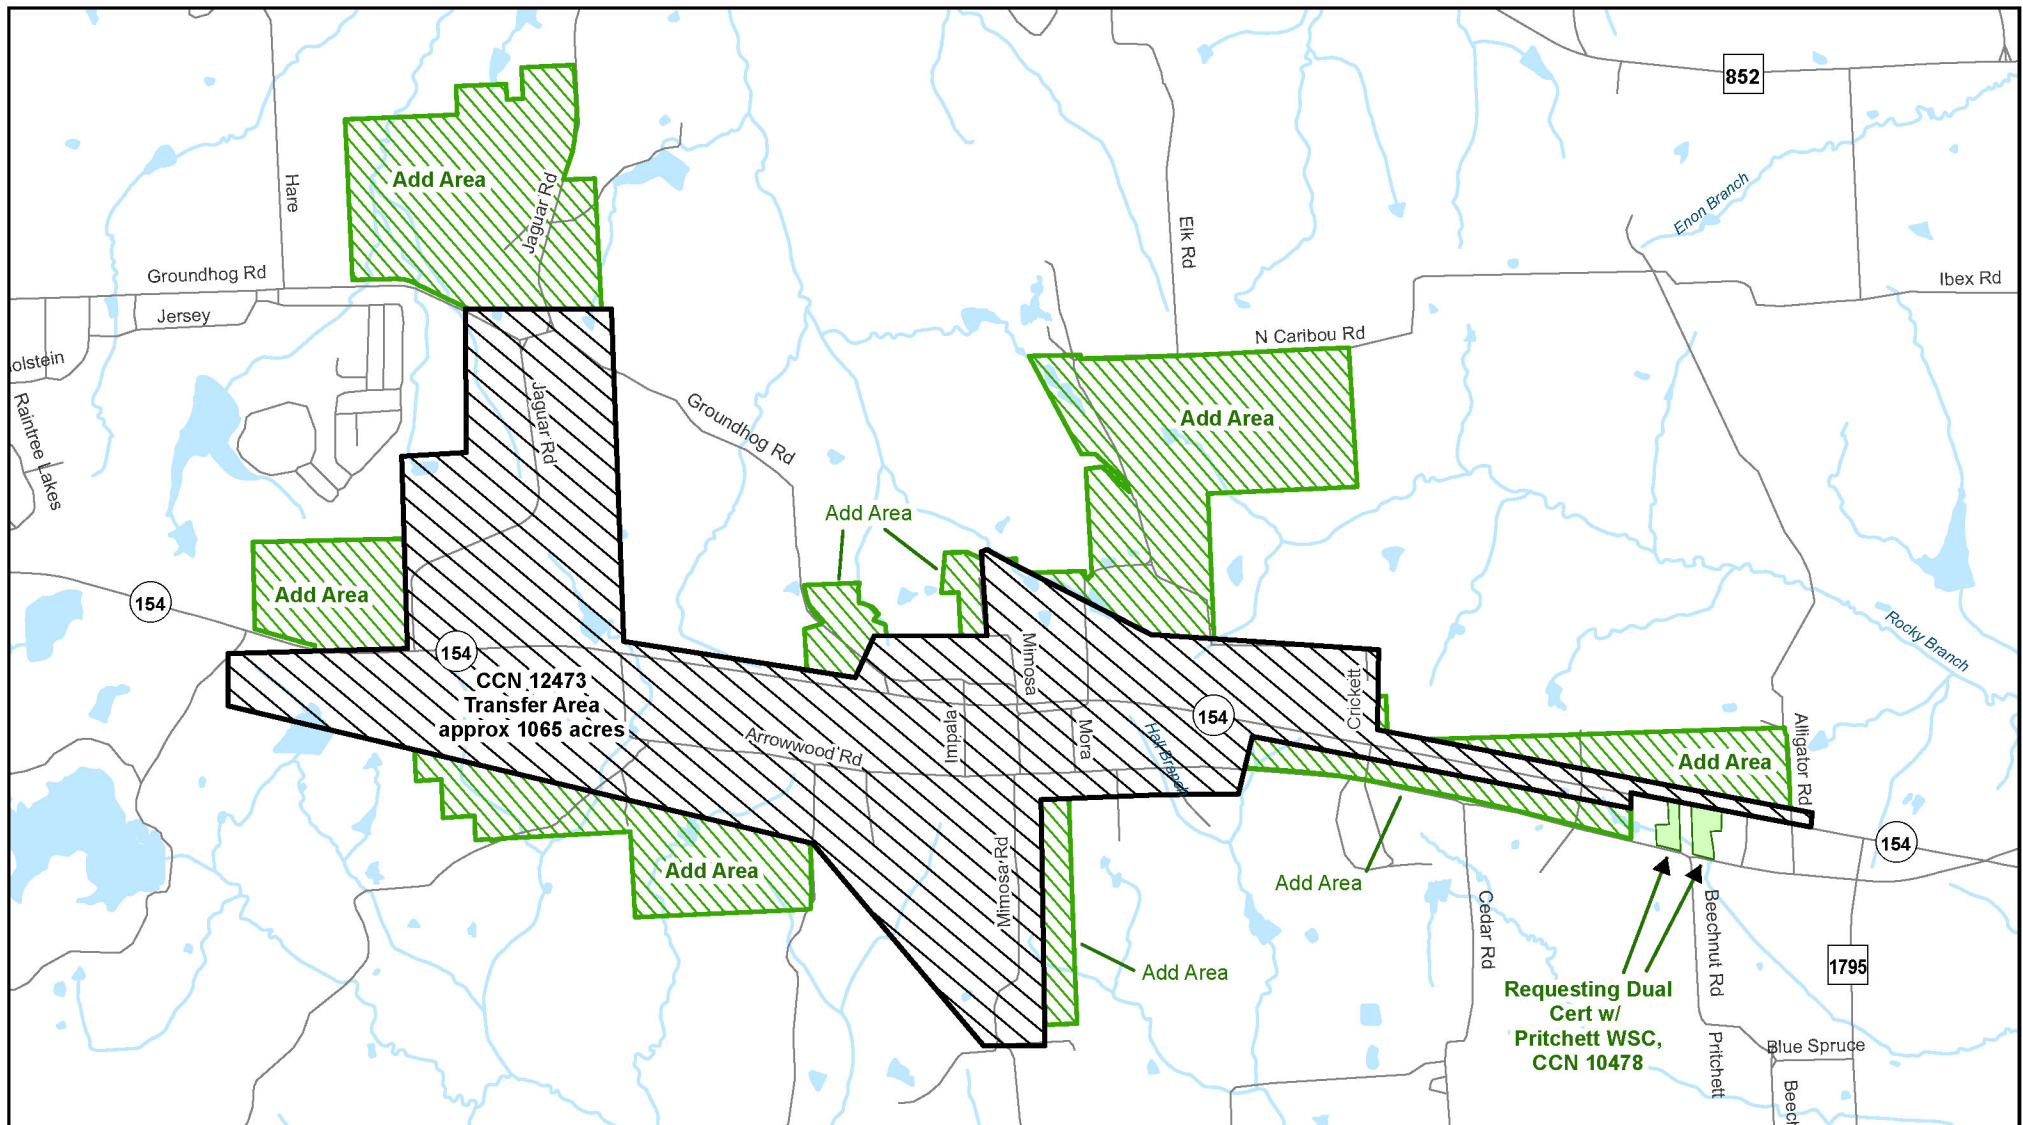 852
Add Area
Hare
Jaguar Rd
Enon Branch
Elk Rd
Groundhog Rd
Ibex Rd
Jersey
N Caribou Rd
olstein
Raintree Lakes
Jaguar Rd
Groundhog Rd
Add Area
Add Area
Add Area
154
154
Rocky Branch
CCN 12473
Transfer Area
approx 1065 acres
Mimosa
Crickett
154
Impala
Mora
Hall Branch
Arrowwood Rd
Alligator Rd
Add Area
154
Add Area
Mimosa Rd
Add Area
Cedar Rd
Beechnut Rd
Add Area
1795
Requesting Dual
Cert w/
Pritchett WSC,
CCN 10478
Pritchett
Blue Spruce
Beech